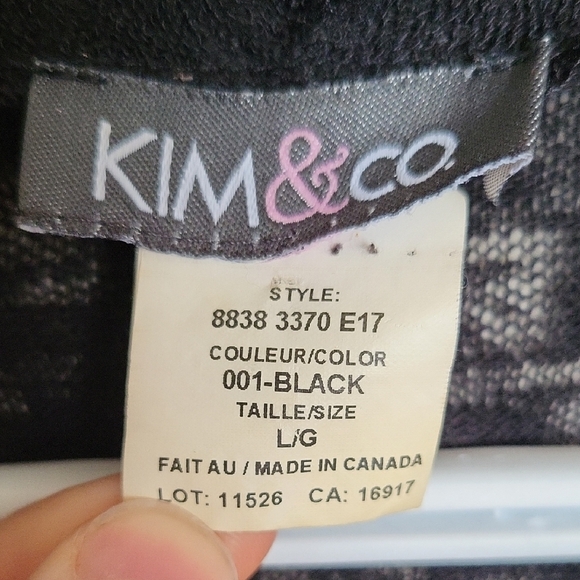 KIM&CO.
STYLE:
8838 3370 E17
COULEUR/COLOR
001-BLACK
TAILLE/SIZE
L/G
FAIT AU / MADE IN CANADA
LOT: 11526 CA: 16917